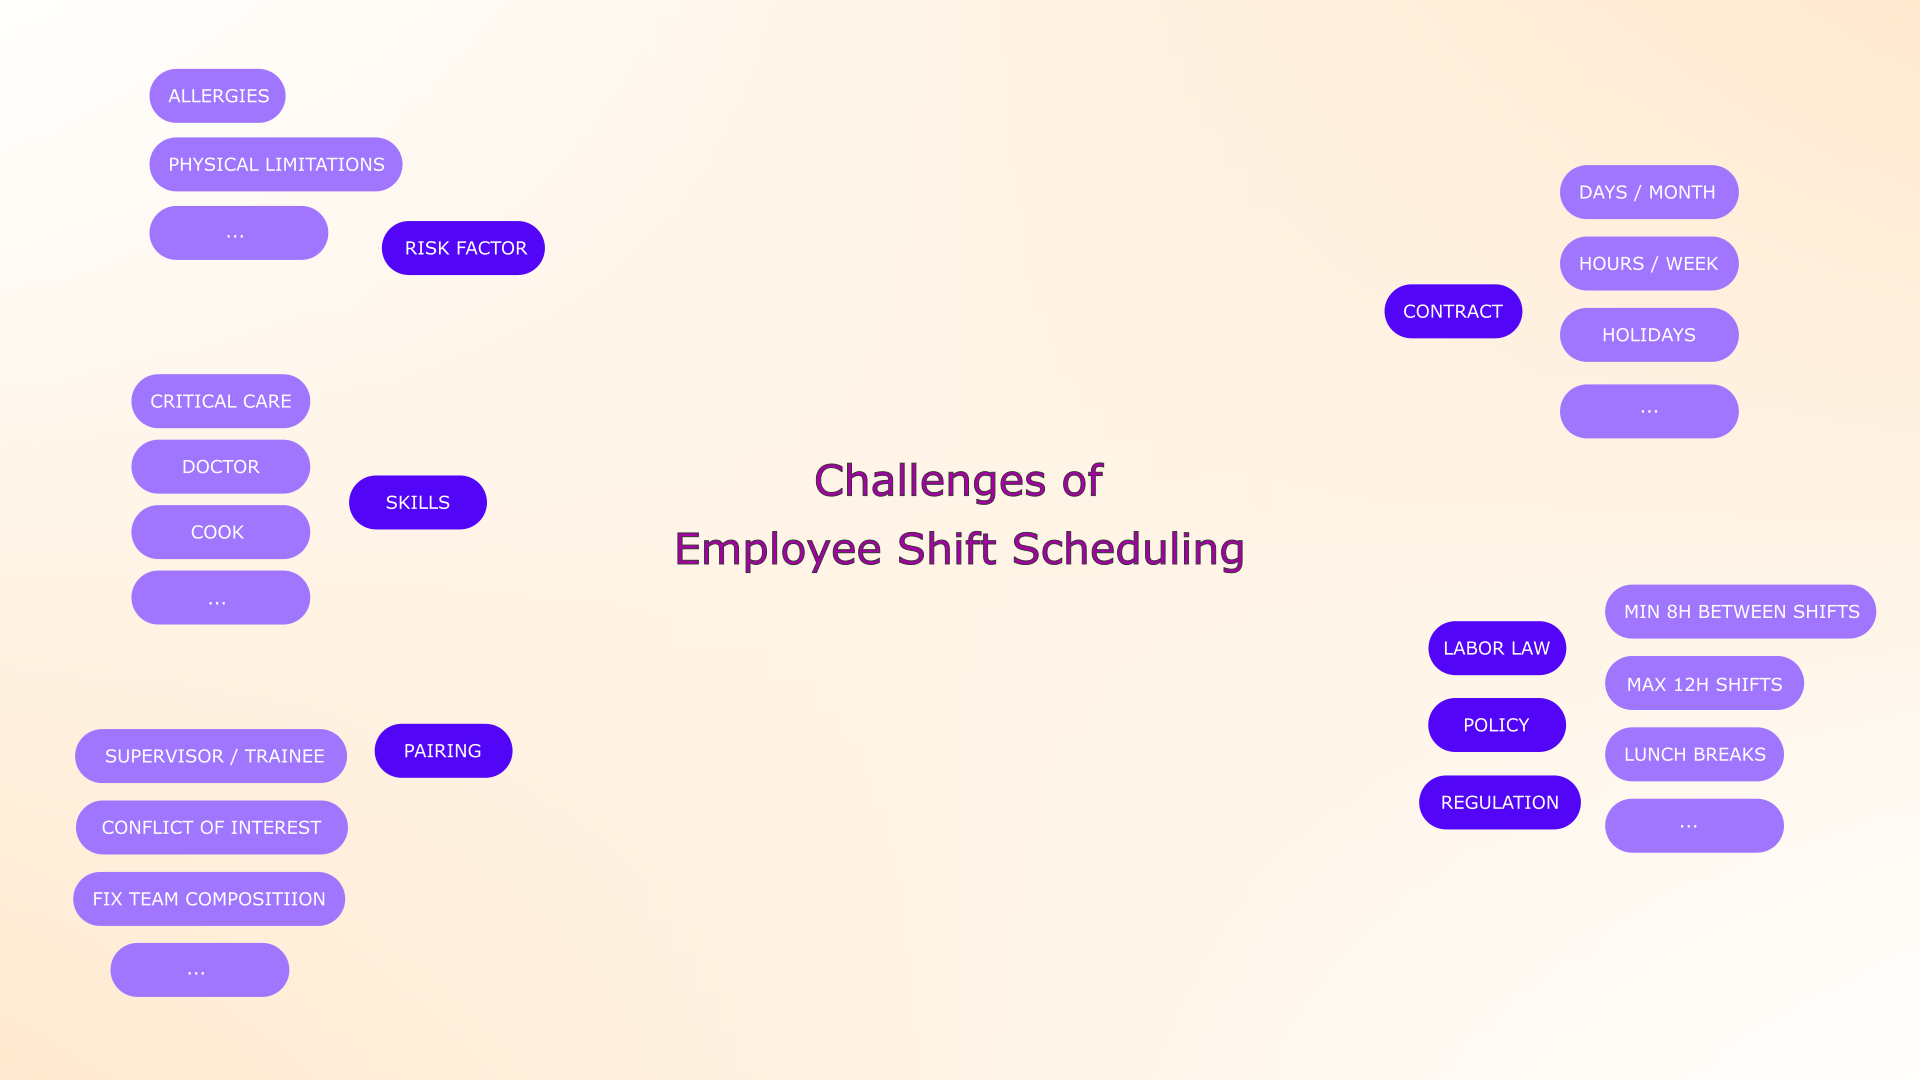 Challenges of
Employee Shift Scheduling
ALLERGIES
PHYSICAL LIMITATIONS
...
RISK FACTOR
CRITICAL CARE
DOCTOR
COOK
...
SKILLS
SUPERVISOR / TRAINEE
CONFLICT OF INTEREST
FIX TEAM COMPOSITIION
...
PAIRING
CONTRACT
DAYS / MONTH
HOURS / WEEK
HOLIDAYS
...
LABOR LAW
POLICY
REGULATION
MIN 8H BETWEEN SHIFTS
MAX 12H SHIFTS
LUNCH BREAKS
...